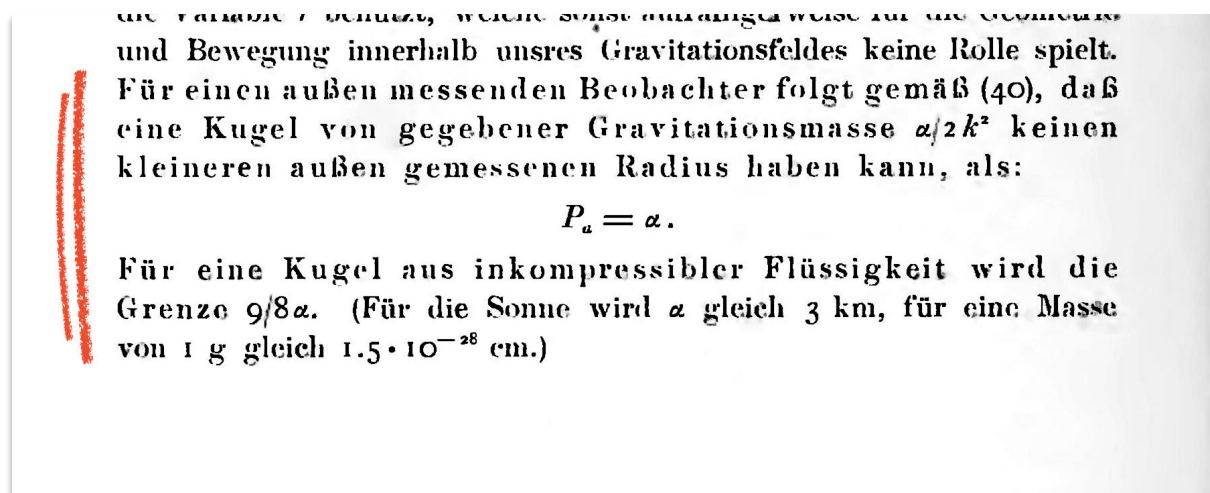 und Bewegung innerhalb unsres Gravitationsfeldes keine Rolle spielt.
Für einen außen messenden Beobachter folgt gemäß (40), daß
eine Kugel von gegebener Gravitationsmasse α/2k² keinen
kleineren außen gemessenen Radius haben kann, als:
Pₐ = α.
Für eine Kugel aus inkompressibler Flüssigkeit wird die
Grenze 9/8α. (Für die Sonne wird α gleich 3 km, für eine Masse
von 1 g gleich 1.5 · 10⁻²⁸ cm.)